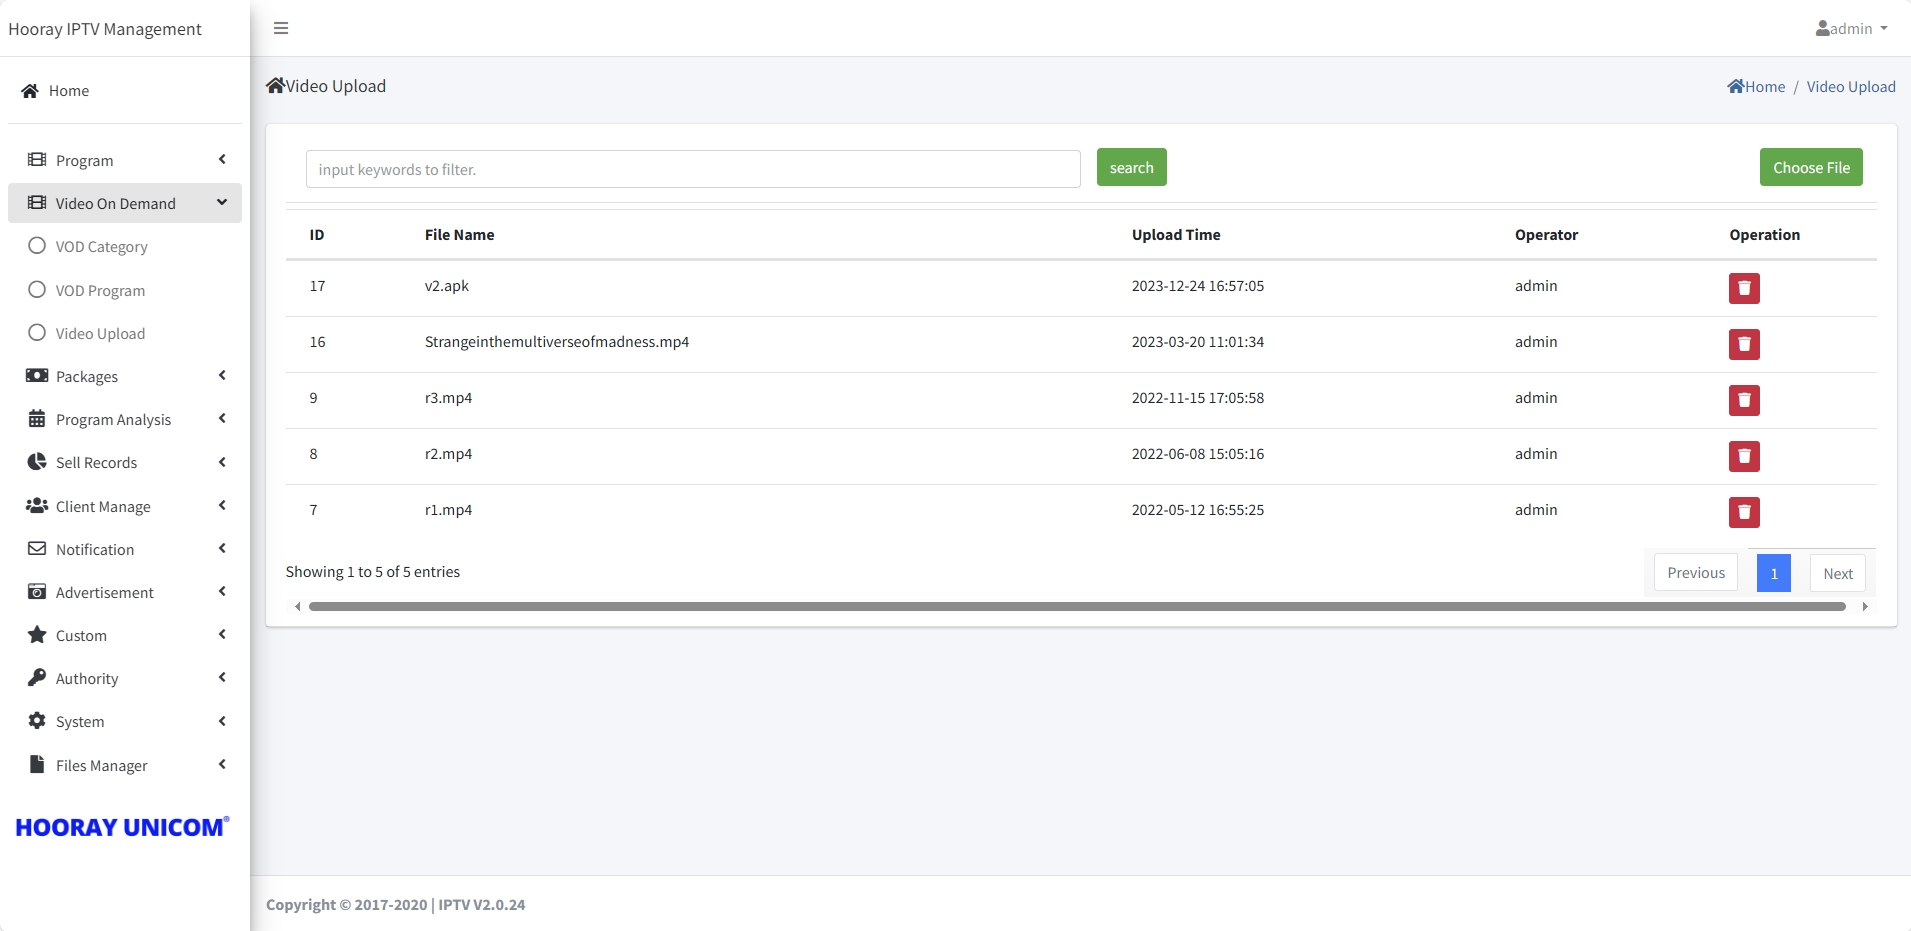 Hooray IPTV Management
admin
Home
Video Upload
Home / Video Upload
Program
Video On Demand
VOD Category
VOD Program
Video Upload
Packages
Program Analysis
Sell Records
Client Manage
Notification
Advertisement
Custom
Authority
System
Files Manager
HOORAY UNICOM®
input keywords to filter.
search
Choose File
ID File Name Upload Time Operator Operation
17 v2.apk 2023-12-24 16:57:05 admin
16 Strangeinthemultiverseofmadness.mp4 2023-03-20 11:01:34 admin
9 r3.mp4 2022-11-15 17:05:58 admin
8 r2.mp4 2022-06-08 15:05:16 admin
7 r1.mp4 2022-05-12 16:55:25 admin
Showing 1 to 5 of 5 entries
Previous 1 Next
Copyright © 2017-2020 | IPTV V2.0.24